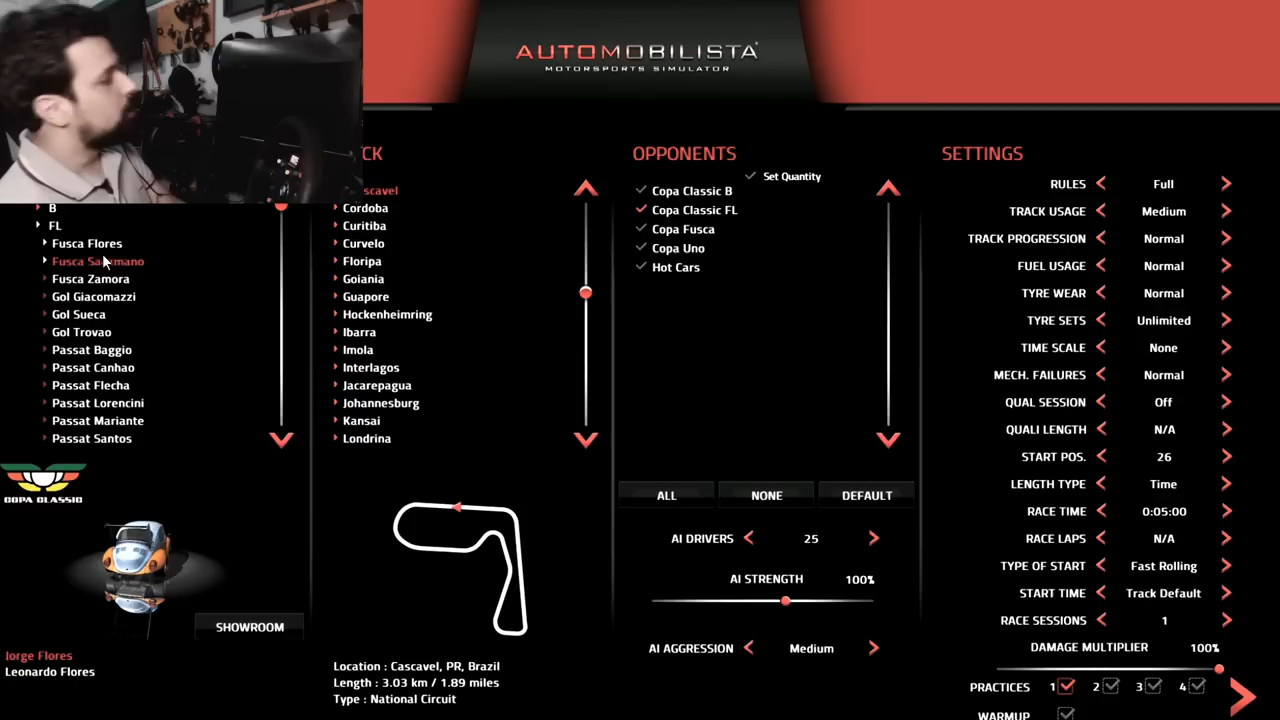 AUTOMOBILISTA
MOTORSPORTS SIMULATOR
B
FL
Fusca Flores
Fusca
Fusca Zamora
Gol Giacomazzi
Gol Sueca
Gol Trovao
Passat Baggio
Passat Canhao
Passat Flecha
Passat Lorencini
Passat Mariante
Passat Santos
COPA CLASSIC
SHOWROOM
Jorge Flores
Leonardo Flores
Cordoba
Curitiba
Curvelo
Floripa
Goiania
Guapore
Hockenheimring
Ibarra
Imola
Interlagos
Jacarepagua
Johannesburg
Kansai
Londrina
Location : Cascavel, PR, Brazil
Length : 3.03 km / 1.89 miles
Type : National Circuit
OPPONENTS
Set Quantity
Copa Classic B
Copa Classic FL
Copa Fusca
Copa Uno
Hot Cars
ALL NONE DEFAULT
AI DRIVERS 25
AI STRENGTH 100%
AI AGGRESSION Medium
SETTINGS
RULES Full
TRACK USAGE Medium
TRACK PROGRESSION Normal
FUEL USAGE Normal
TYRE WEAR Normal
TYRE SETS Unlimited
TIME SCALE None
MECH. FAILURES Normal
QUAL SESSION Off
QUALI LENGTH N/A
START POS. 26
LENGTH TYPE Time
RACE TIME 0:05:00
RACE LAPS N/A
TYPE OF START Fast Rolling
START TIME Track Default
RACE SESSIONS 1
DAMAGE MULTIPLIER 100%
PRACTICES 1 2 3 4
WARMUP